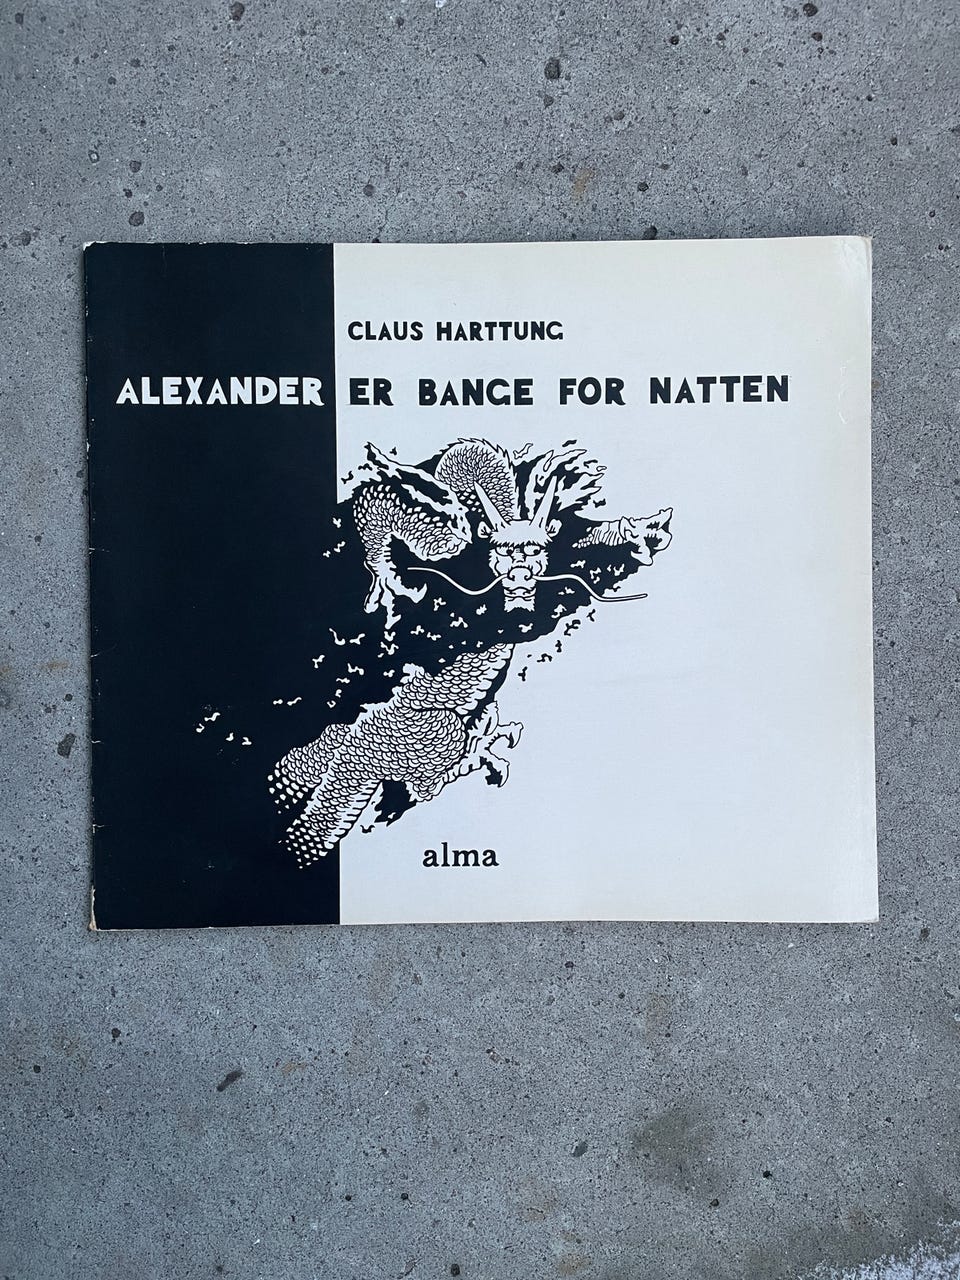 CLAUS HARTTUNG
ALEXANDER ER BANGE FOR NATTEN
alma